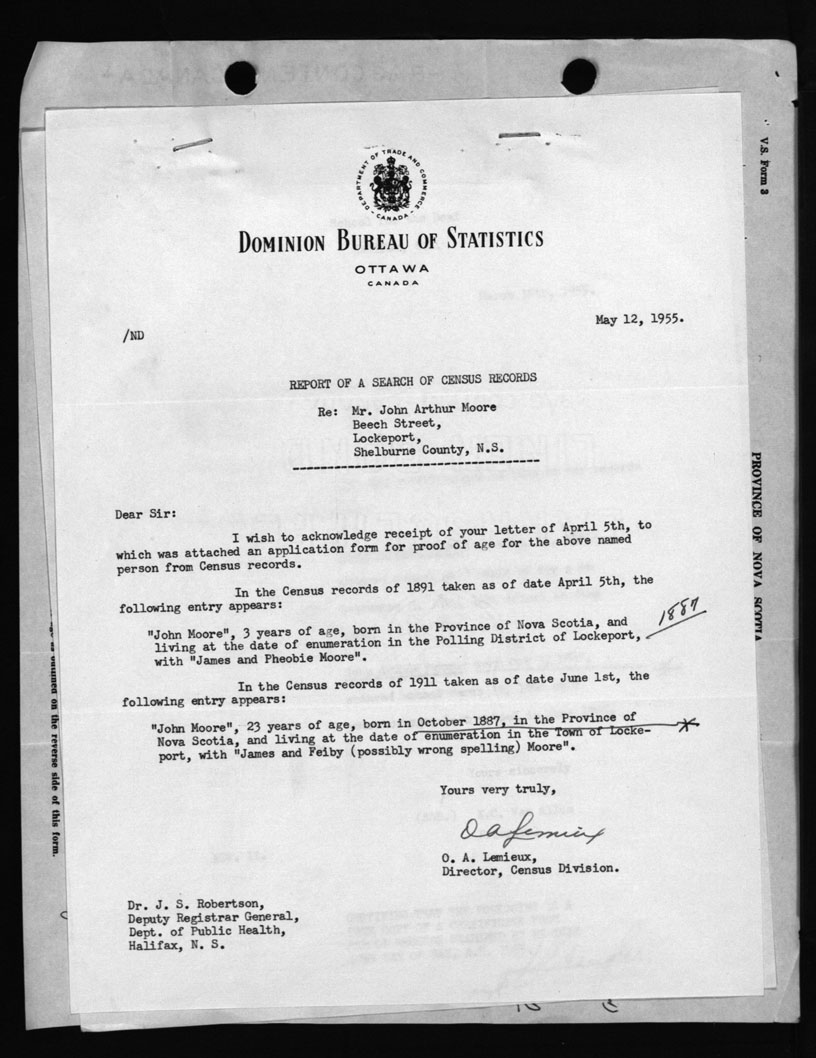 V.S. Form 3
DEPARTMENT OF TRADE AND COMMERCE
- CANADA -
DOMINION BUREAU OF STATISTICS
OTTAWA
CANADA
May 12, 1955.
/ND
REPORT OF A SEARCH OF CENSUS RECORDS
Re: Mr. John Arthur Moore
Beech Street,
Lockeport,
Shelburne County, N.S.
PROVINCE OF NOVA SCOTIA
Dear Sir:
I wish to acknowledge receipt of your letter of April 5th, to
which was attached an application form for proof of age for the above named
person from Census records.
In the Census records of 1891 taken as of date April 5th, the
following entry appears:
1887
"John Moore", 3 years of age, born in the Province of Nova Scotia, and
living at the date of enumeration in the Polling District of Lockeport,
with "James and Pheobie Moore".
In the Census records of 1911 taken as of date June 1st, the
following entry appears:
"John Moore", 23 years of age, born in October 1887, in the Province of
Nova Scotia, and living at the date of enumeration in the Town of Locke-
port, with "James and Feiby (possibly wrong spelling) Moore".
on the reverse side of this form.
Yours very truly,
O A Lemieux
O. A. Lemieux,
Director, Census Division.
Dr. J. S. Robertson,
Deputy Registrar General,
Dept. of Public Health,
Halifax, N. S.